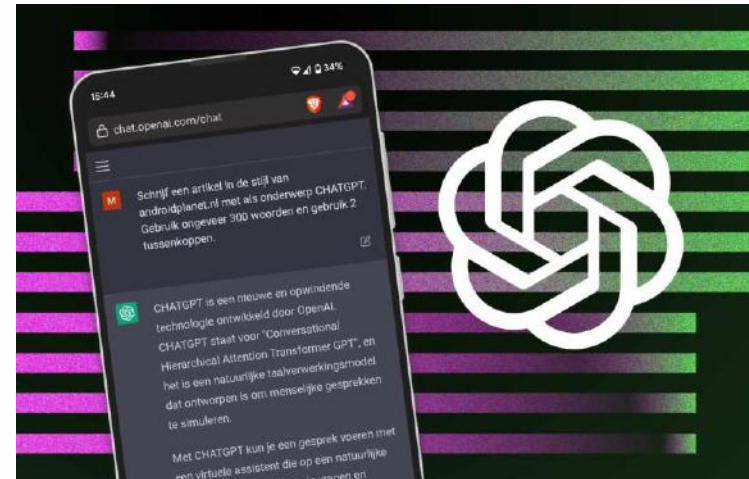 15:44
34%
chat.openai.com/chat
M
Schrijf een artikel in de stijl van
androidplanet.nl met als onderwerp CHATGPT.
Gebruik ongeveer 300 woorden en gebruik 2
tussenkoppen.
CHATGPT is een nieuwe en opwindende
technologie ontwikkeld door OpenAI.
CHATGPT staat voor "Conversational
Hierarchical Attention Transformer GPT", en
het is een natuurlijke taalverwerkingsmodel
dat ontworpen is om menselijke gesprekken
te simuleren.
Met CHATGPT kun je een gesprek voeren met
een virtuele assistent die op een natuurlijke
vragen en